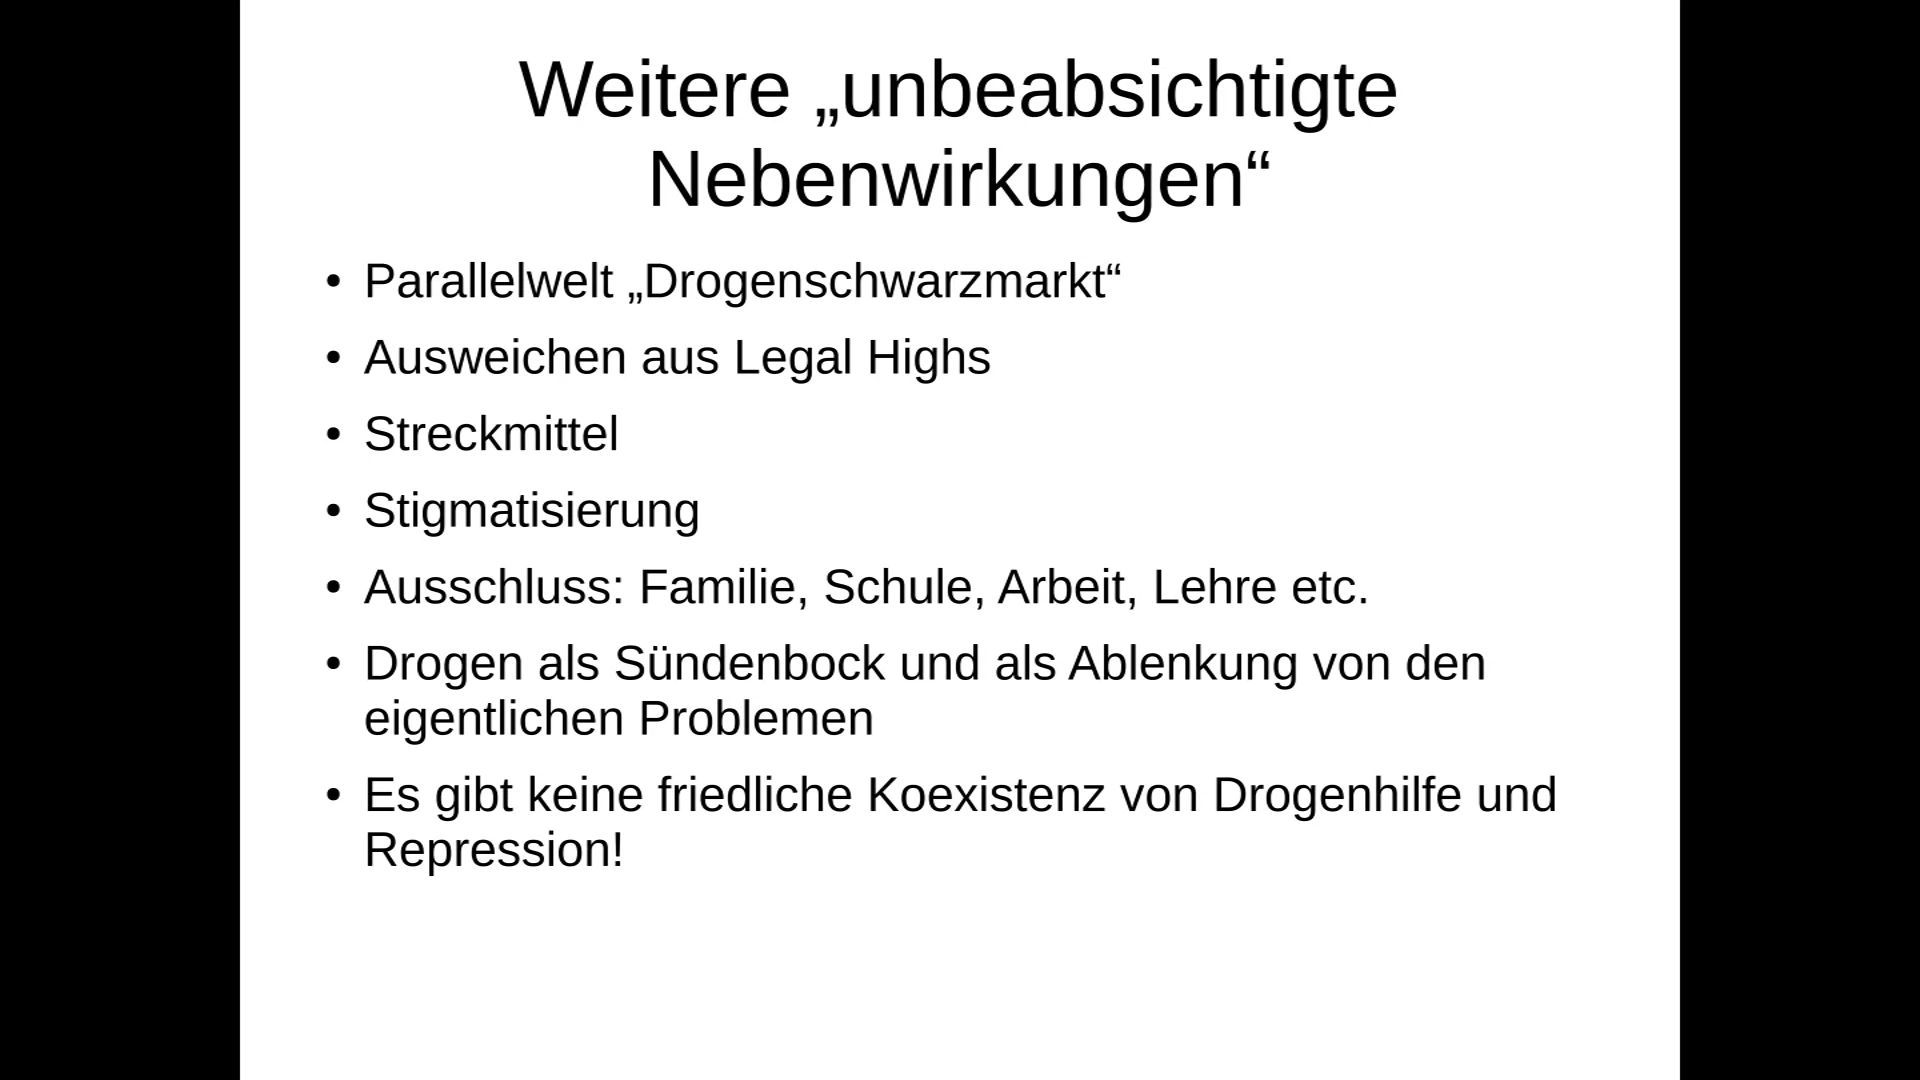 Weitere „unbeabsichtigte
Nebenwirkungen“
• Parallelwelt „Drogenschwarzmarkt“
• Ausweichen aus Legal Highs
• Streckmittel
• Stigmatisierung
• Ausschluss: Familie, Schule, Arbeit, Lehre etc.
• Drogen als Sündenbock und als Ablenkung von den
eigentlichen Problemen
• Es gibt keine friedliche Koexistenz von Drogenhilfe und
Repression!